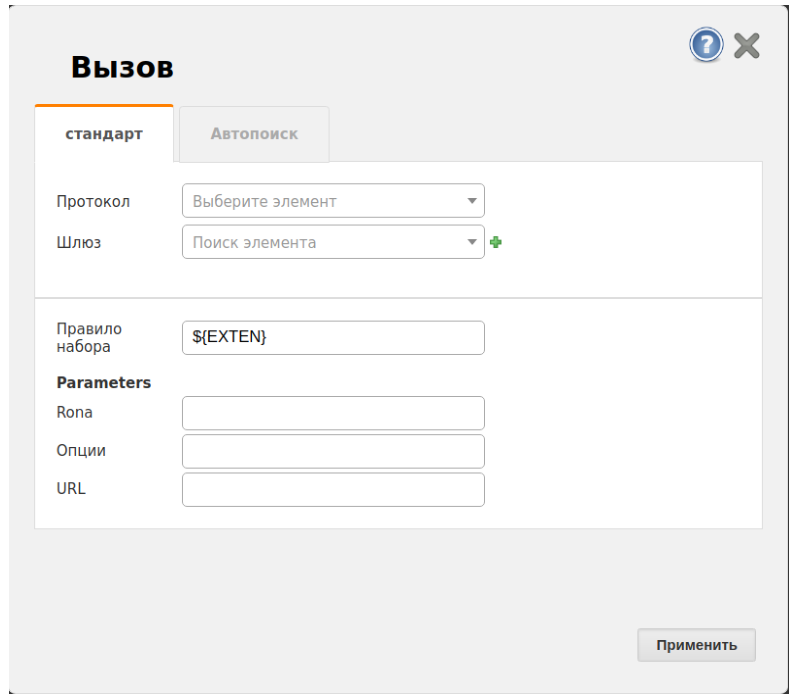 ?
Вызов
стандарт
Автопоиск
Протокол
Выберите элемент
Шлюз
Поиск элемента
Правило
набора
${EXTEN}
Parameters
Rona
Опции
URL
Применить